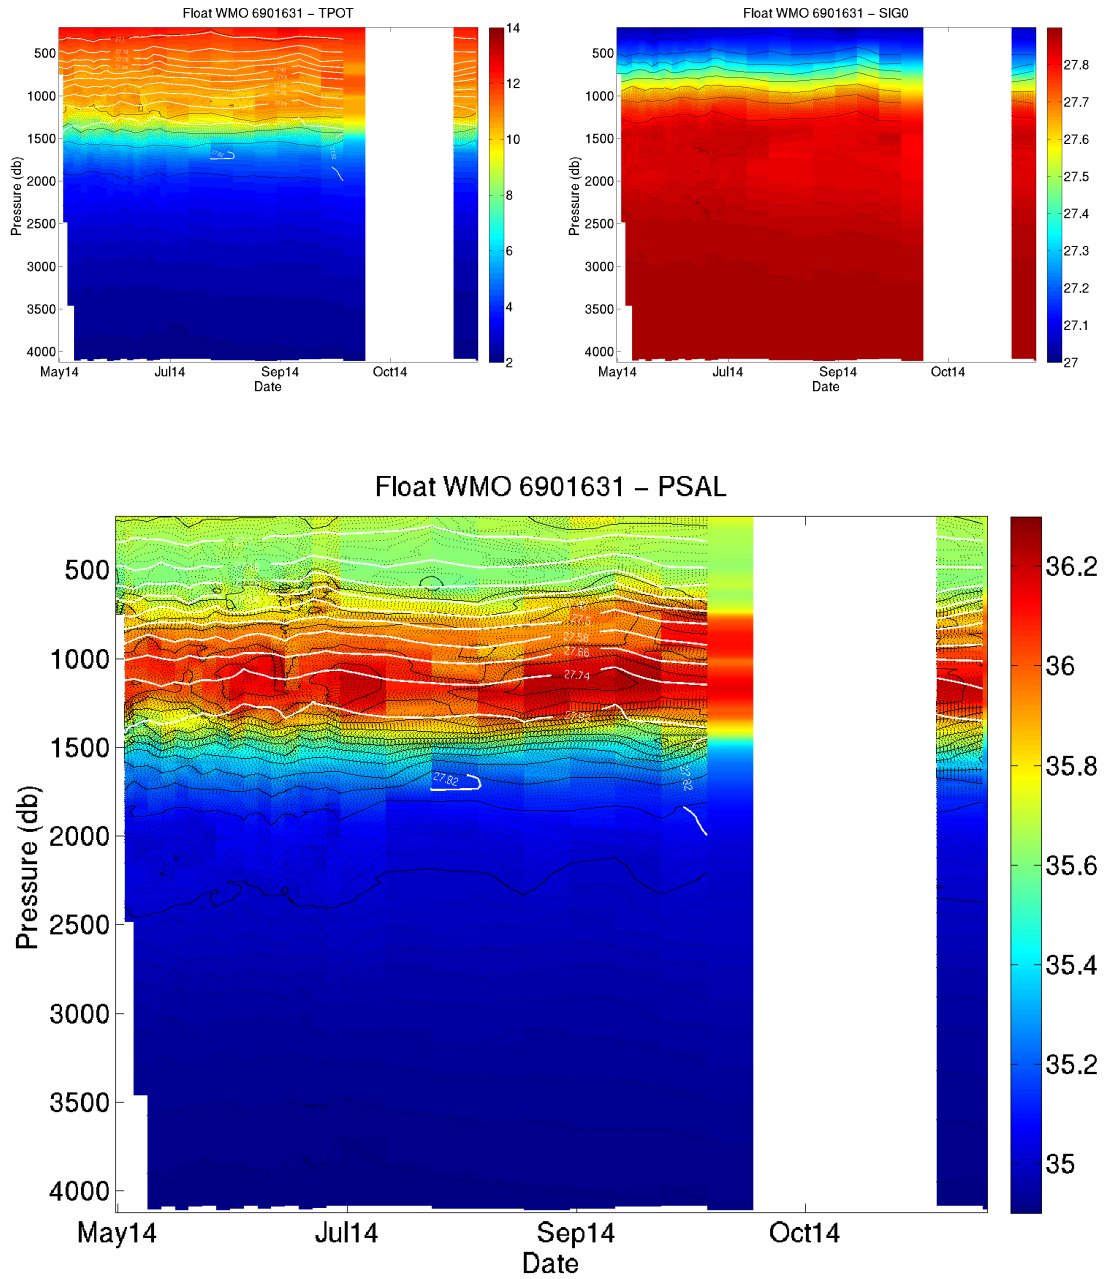 Float WMO 6901631 − TPOT
500
1000
1500
2000
2500
3000
3500
4000
Pressure (db)
May14
Jul14
Sep14
Oct14
Date
14
12
10
8
6
4
2
27.82
Float WMO 6901631 − SIG0
500
1000
1500
2000
2500
3000
3500
4000
Pressure (db)
May14
Jul14
Sep14
Oct14
Date
27.8
27.7
27.6
27.5
27.4
27.3
27.2
27.1
27
Float WMO 6901631 − PSAL
500
1000
1500
2000
2500
3000
3500
4000
Pressure (db)
May14
Jul14
Sep14
Oct14
Date
27.5
27.58
27.66
27.74
27.82
27.82
36.2
36
35.8
35.6
35.4
35.2
35